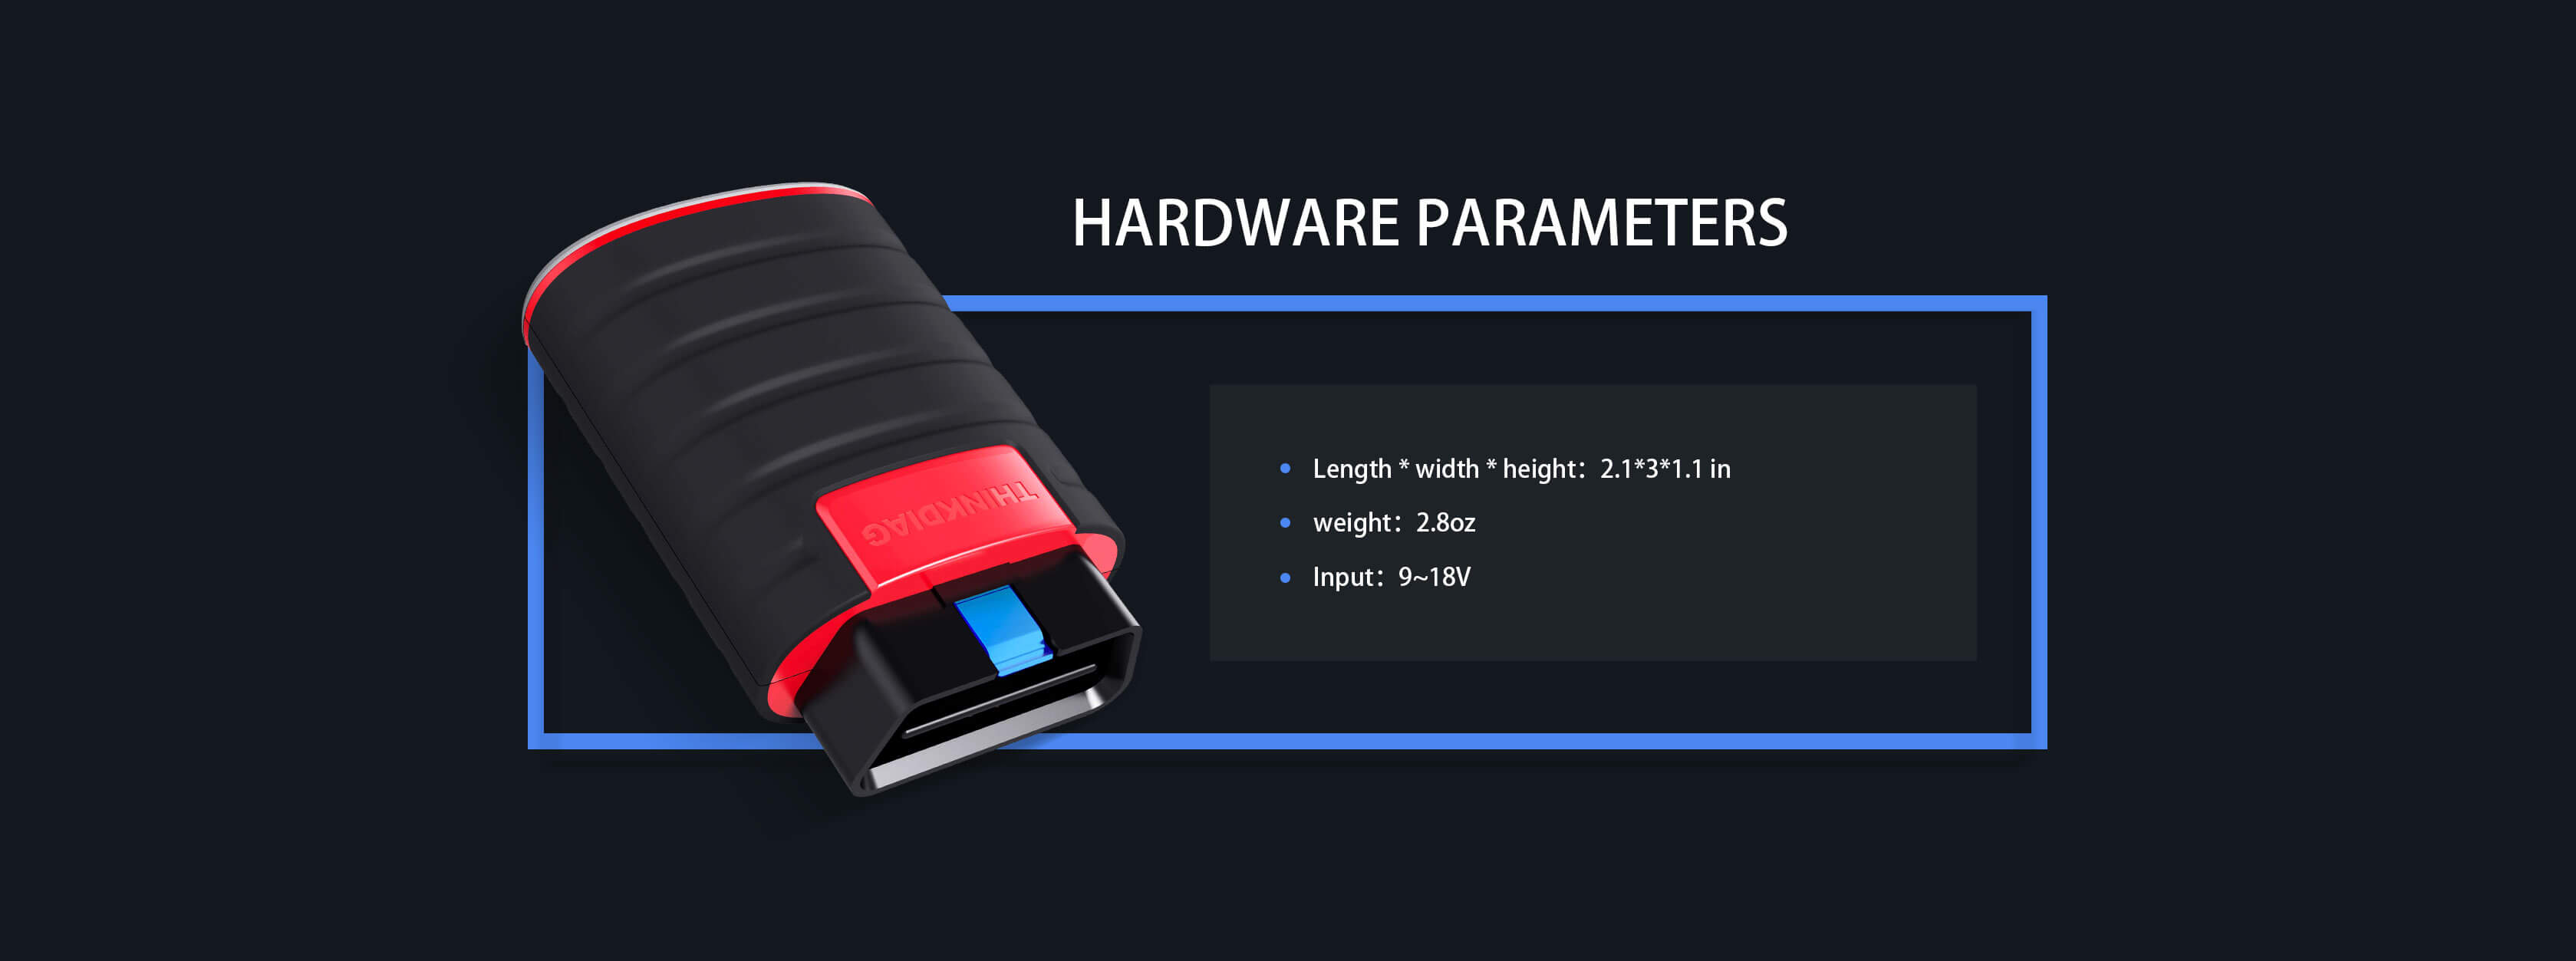 HARDWARE PARAMETERS
Length * width * height：2.1*3*1.1 in
weight：2.8oz
Input：9~18V
THINKDIAG